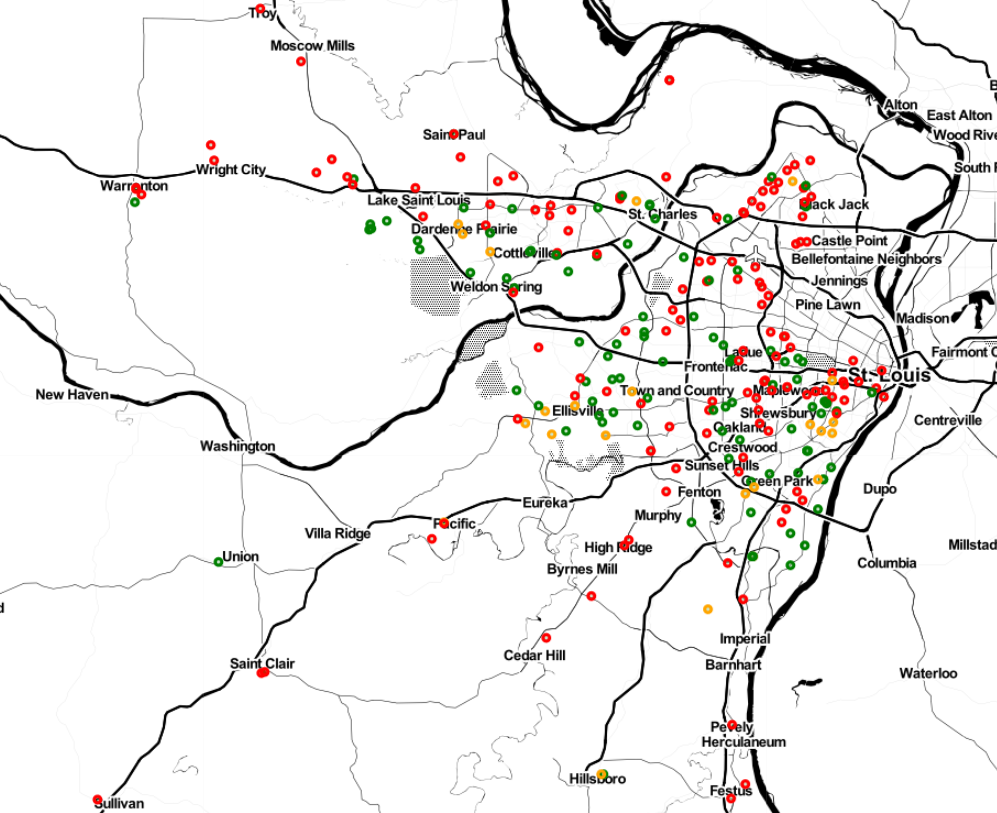 Troy
Moscow Mills
B
Alton
East Alton
Wood Rive
Saint Paul
South R
Wright City
Warrenton
Lake Saint Louis
St. Charles
Black Jack
Dardenne Prairie
Castle Point
Cottleville
Bellefontaine Neighbors
Jennings
Weldon Spring
Pine Lawn
Madison
Ladue
Fairmont C
Frontenac
St. Louis
New Haven
Town and Country
Maplewood
Ellisville
Shrewsbury
Centreville
Oakland
Washington
Crestwood
Sunset Hills
Green Park
Dupo
Fenton
Eureka
Murphy
Pacific
Villa Ridge
High Ridge
Millstad
Union
Columbia
Byrnes Mill
d
Imperial
Cedar Hill
Saint Clair
Barnhart
Waterloo
Pevely
Herculaneum
Hillsboro
Festus
Sullivan